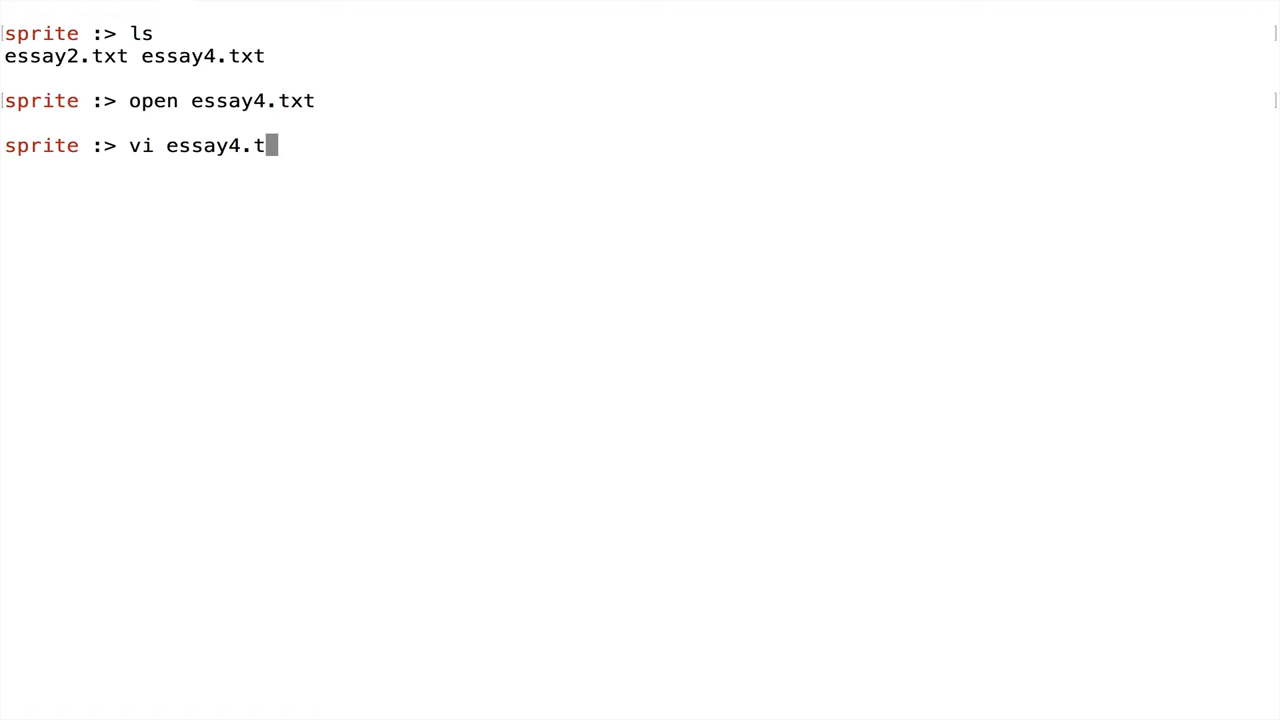 sprite :> ls
essay2.txt essay4.txt
sprite :> open essay4.txt
sprite :> vi essay4.t